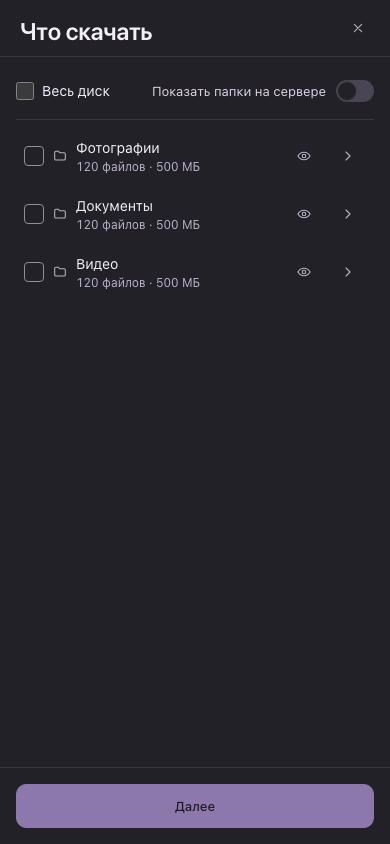 Что скачать
Весь диск
Показать папки на сервере
Фотографии
120 файлов · 500 МБ
Документы
120 файлов · 500 МБ
Видео
120 файлов · 500 МБ
Далее